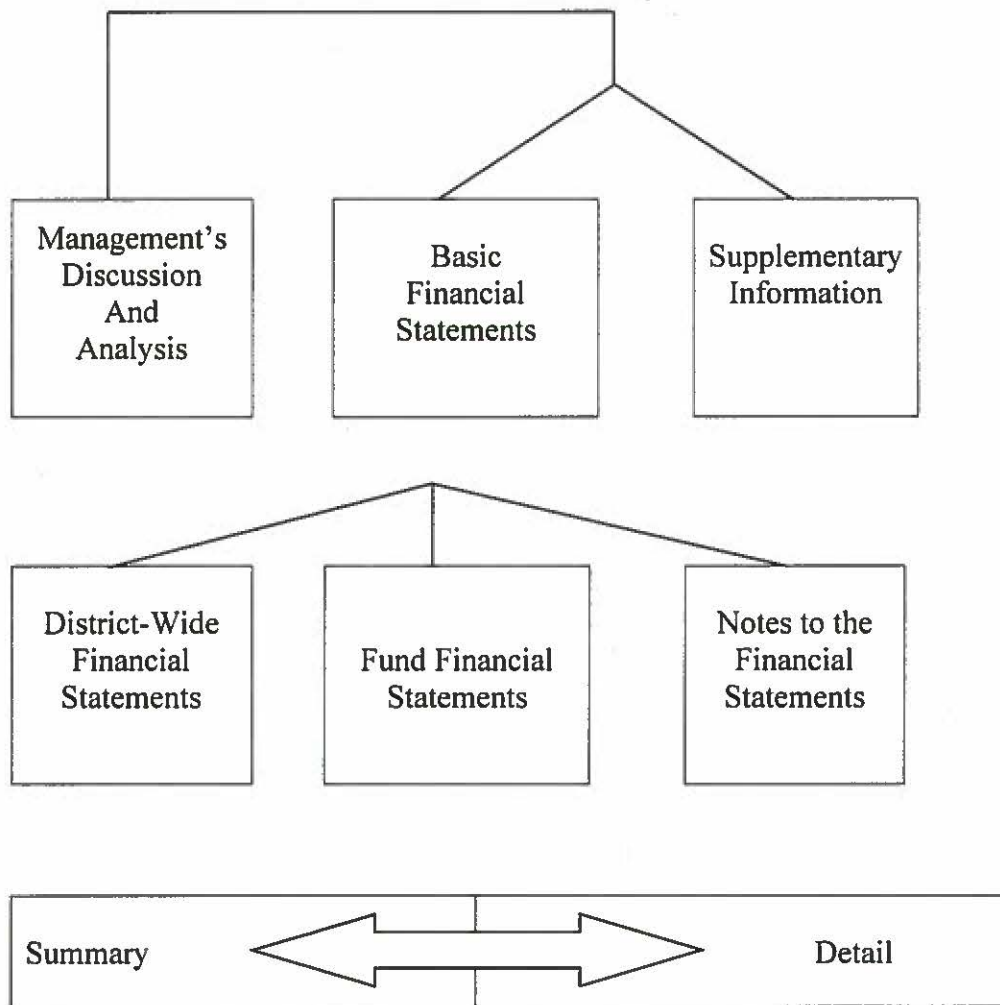 Management's
Discussion
And
Analysis
Basic
Financial
Statements
Supplementary
Information
District-Wide
Financial
Statements
Fund Financial
Statements
Notes to the
Financial
Statements
Summary
Detail